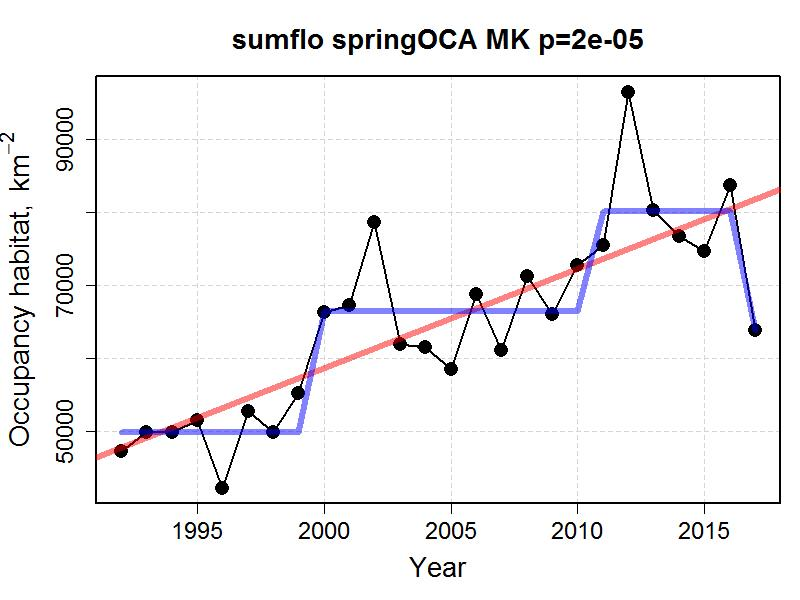 sumflo springOCA MK p=2e-05
Occupancy habitat, km⁻²
90000
70000
50000
1995 2000 2005 2010 2015
Year